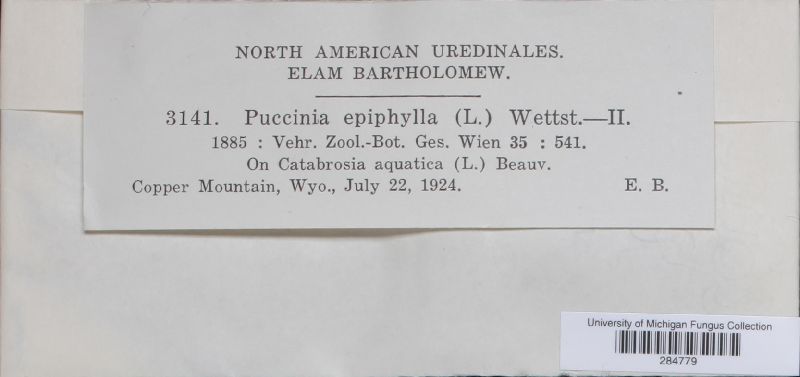 NORTH AMERICAN UREDINALES.
ELAM BARTHOLOMEW.
3141. Puccinia epiphylla (L.) Wettst.—II.
1885 : Vehr. Zool.-Bot. Ges. Wien 35 : 541.
On Catabrosia aquatica (L.) Beauv.
Copper Mountain, Wyo., July 22, 1924. E. B.
University of Michigan Fungus Collection
284779